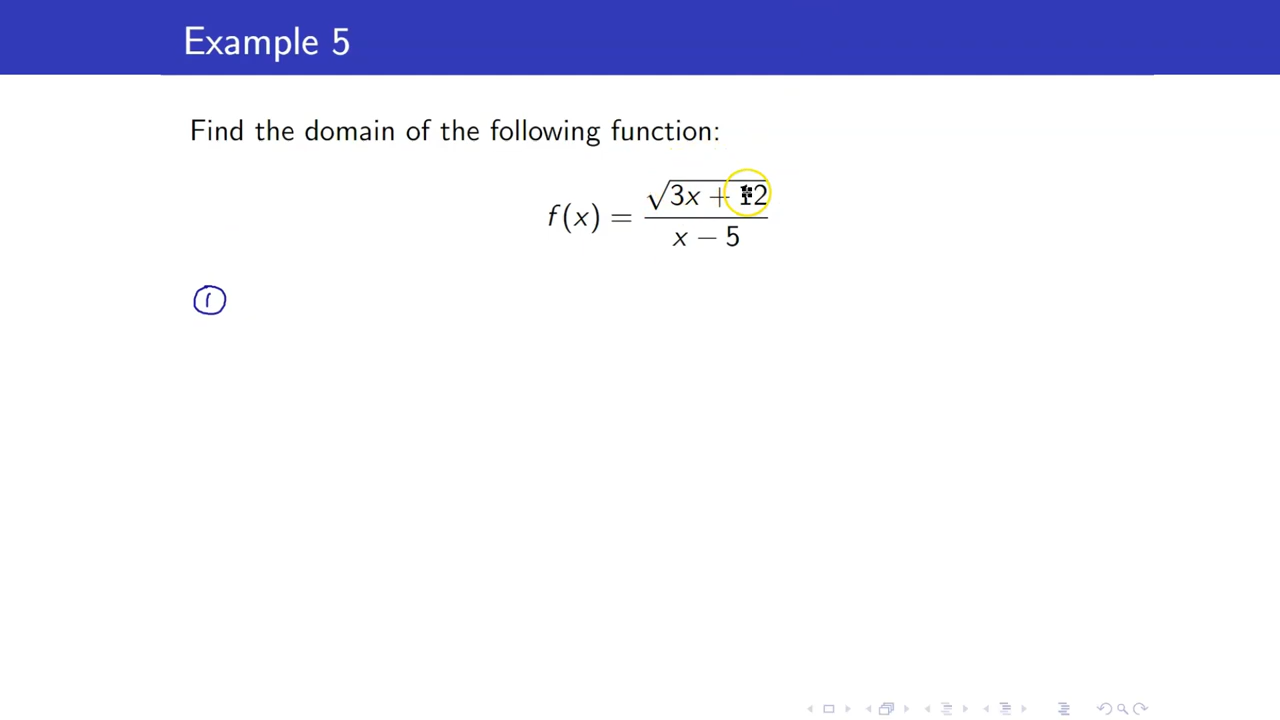 Example 5
Find the domain of the following function:
f(x) = √(3x + 12) / (x − 5)
①